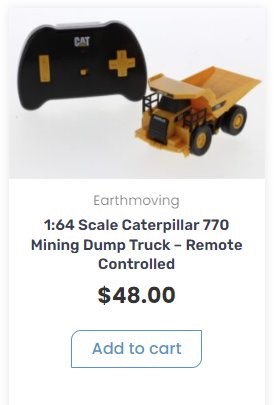 CAT
Earthmoving
1:64 Scale Caterpillar 770
Mining Dump Truck – Remote
Controlled
$48.00
Add to cart